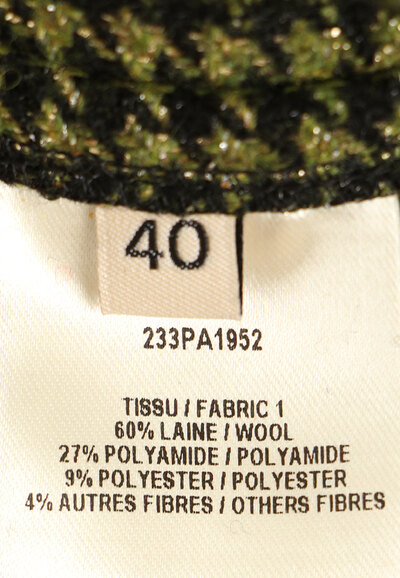 40
233PA1952
TISSU / FABRIC 1
60% LAINE / WOOL
27% POLYAMIDE / POLYAMIDE
9% POLYESTER / POLYESTER
4% AUTRES FIBRES / OTHERS FIBRES